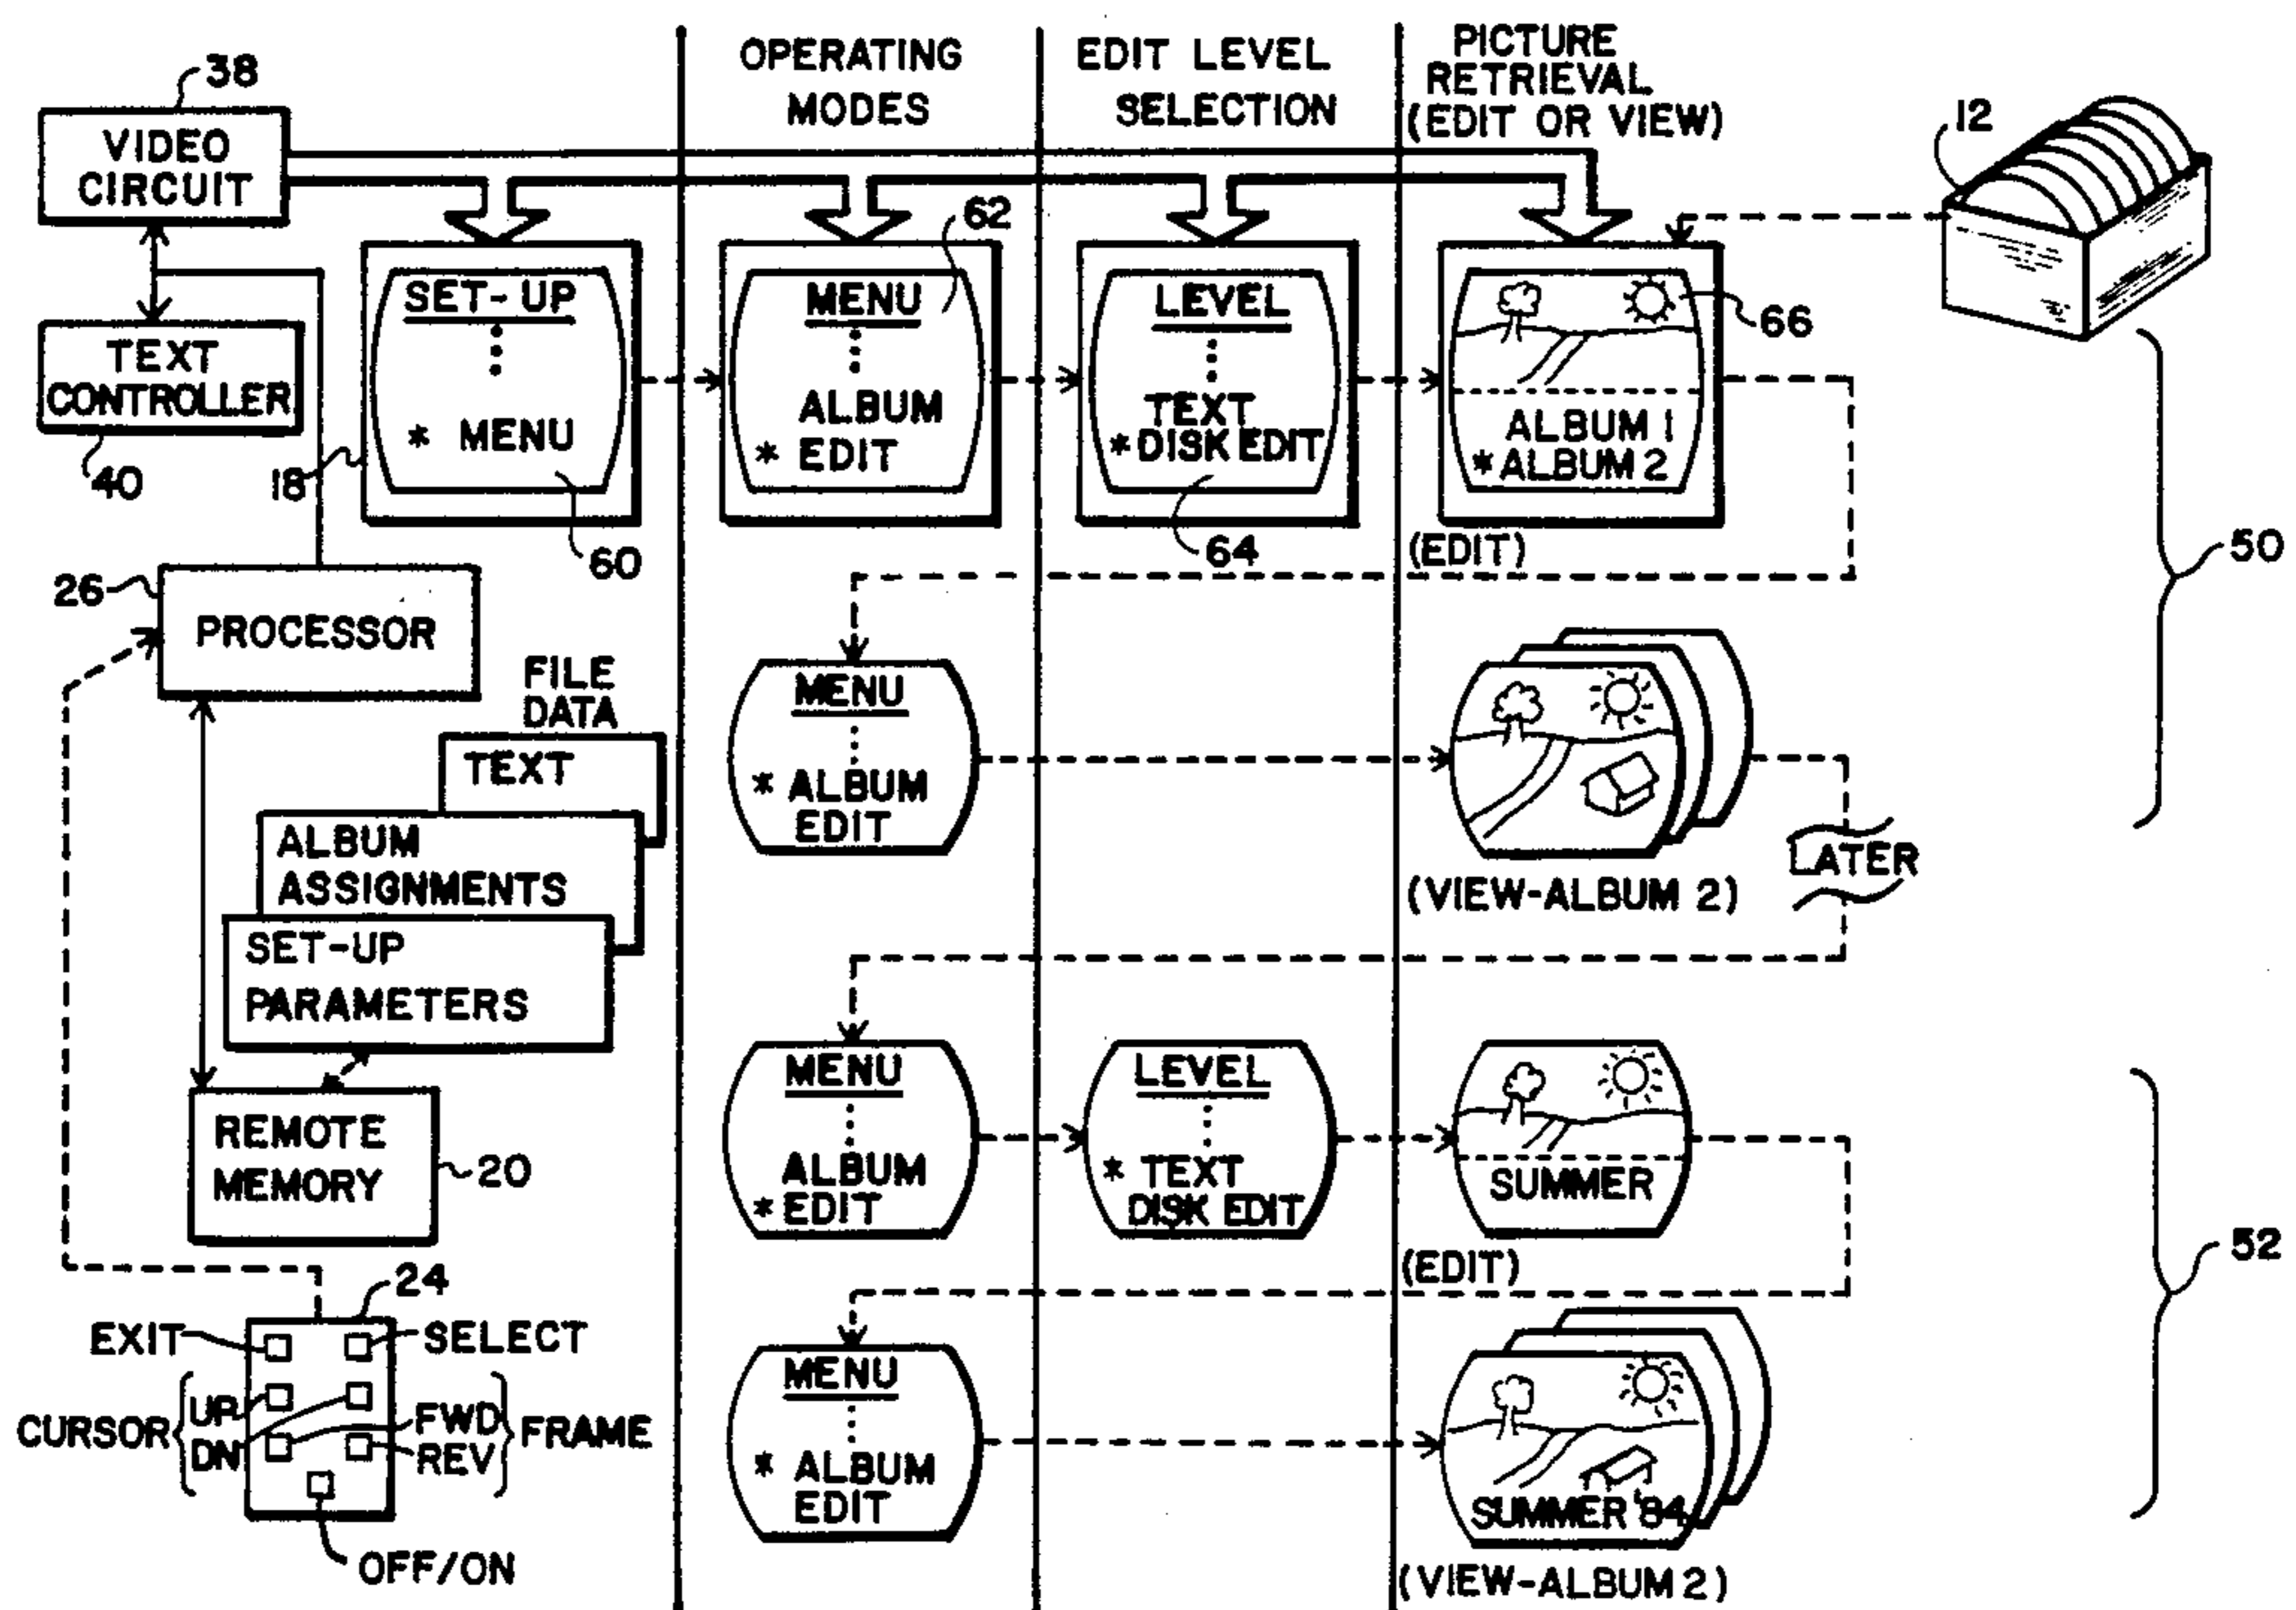 38
VIDEO
CIRCUIT
TEXT
CONTROLLER
40
18
SET-UP
* MENU
60
OPERATING
MODES
62
MENU
ALBUM
* EDIT
EDIT LEVEL
SELECTION
LEVEL
TEXT
* DISK EDIT
64
PICTURE
RETRIEVAL
(EDIT OR VIEW)
12
66
ALBUM 1
* ALBUM 2
(EDIT)
50
26
PROCESSOR
FILE
DATA
TEXT
ALBUM
ASSIGNMENTS
SET-UP
PARAMETERS
REMOTE
MEMORY
20
MENU
* ALBUM
EDIT
(VIEW-ALBUM 2)
LATER
MENU
ALBUM
* EDIT
LEVEL
* TEXT
DISK EDIT
SUMMER
(EDIT)
52
24
EXIT
SELECT
CURSOR
UP
DN
FWD
REV
FRAME
OFF/ON
MENU
* ALBUM
EDIT
SUMMER '84
(VIEW-ALBUM 2)